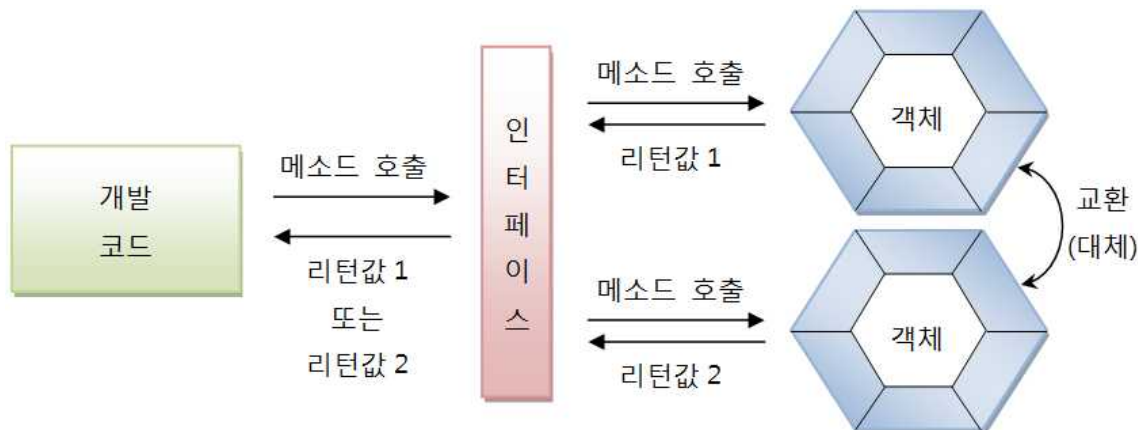 개발
코드
메소드 호출
리턴값 1
또는
리턴값 2
인
터
페
이
스
메소드 호출
리턴값 1
객체
메소드 호출
리턴값 2
객체
교환
(대체)